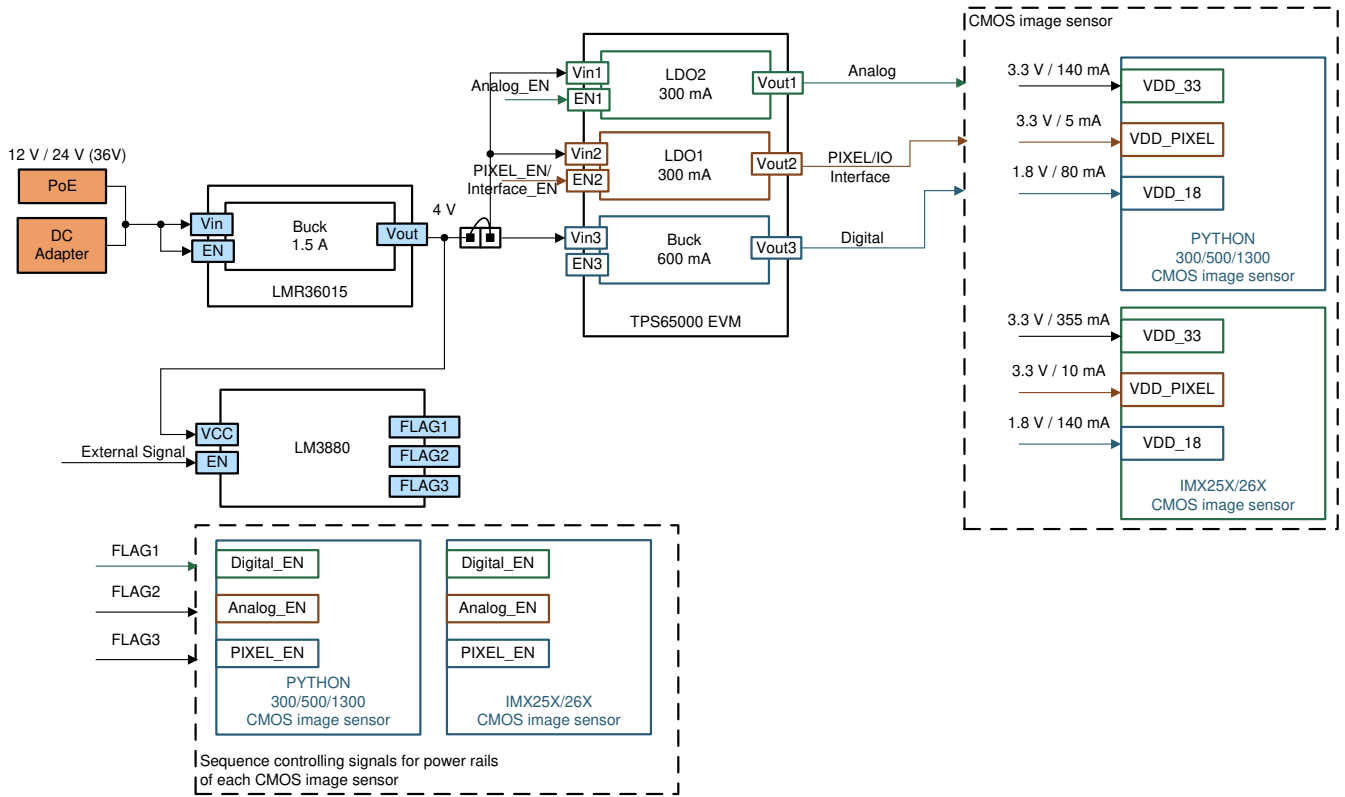 12 V / 24 V (36V)
PoE
DC
Adapter
Vin
EN
Buck
1.5 A
Vout
LMR36015
4 V
Analog_EN
PIXEL_EN/
Interface_EN
Vin1
EN1
LDO2
300 mA
Vout1
Vin2
EN2
LDO1
300 mA
Vout2
Vin3
EN3
Buck
600 mA
Vout3
TPS65000 EVM
Analog
PIXEL/IO
Interface
Digital
CMOS image sensor
3.3 V / 140 mA
VDD_33
3.3 V / 5 mA
VDD_PIXEL
1.8 V / 80 mA
VDD_18
PYTHON
300/500/1300
CMOS image sensor
3.3 V / 355 mA
VDD_33
3.3 V / 10 mA
VDD_PIXEL
1.8 V / 140 mA
VDD_18
IMX25X/26X
CMOS image sensor
External Signal
VCC
EN
LM3880
FLAG1
FLAG2
FLAG3
FLAG1
FLAG2
FLAG3
Digital_EN
Analog_EN
PIXEL_EN
PYTHON
300/500/1300
CMOS image sensor
Digital_EN
Analog_EN
PIXEL_EN
IMX25X/26X
CMOS image sensor
Sequence controlling signals for power rails
of each CMOS image sensor